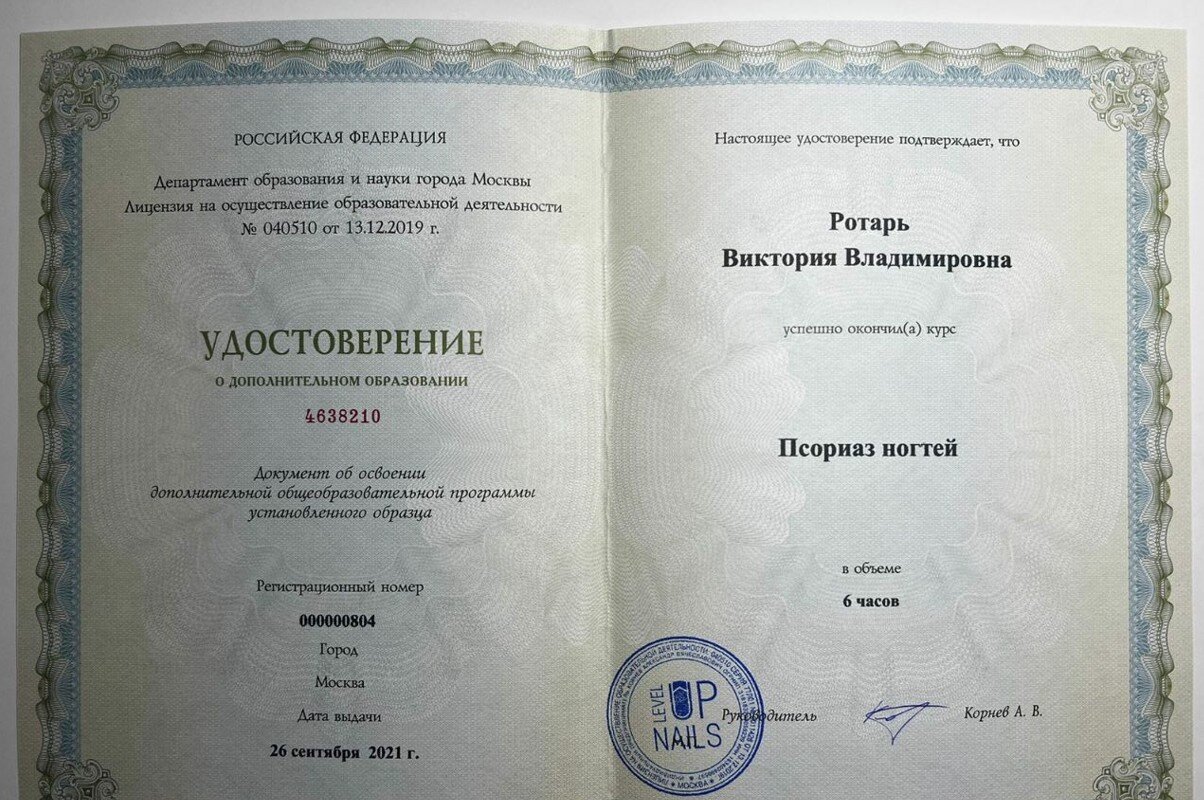 РОССИЙСКАЯ ФЕДЕРАЦИЯ
Департамент образования и науки города Москвы
Лицензия на осуществление образовательной деятельности
№ 040510 от 13.12.2019 г.
УДОСТОВЕРЕНИЕ
О ДОПОЛНИТЕЛЬНОМ ОБРАЗОВАНИИ
4638210
Документ об освоении
дополнительной общеобразовательной программы
установленного образца
Регистрационный номер
000000804
Город
Москва
Дата выдачи
26 сентября 2021 г.
Настоящее удостоверение подтверждает, что
Ротарь
Виктория Владимировна
успешно окончил(а) курс
Псориаз ногтей
в объеме
6 часов
Руководитель
Корнев А. В.
LEVEL UP
NAILS
МОСКВА